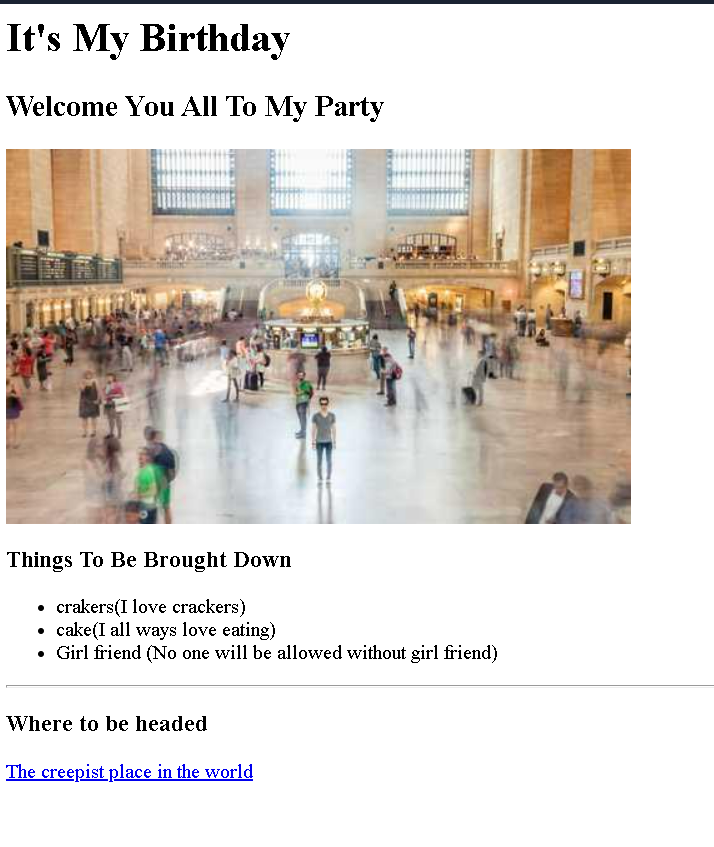 It's My Birthday
Welcome You All To My Party
Things To Be Brought Down
crakers(I love crackers)
cake(I all ways love eating)
Girl friend (No one will be allowed without girl friend)
Where to be headed
The creepist place in the world